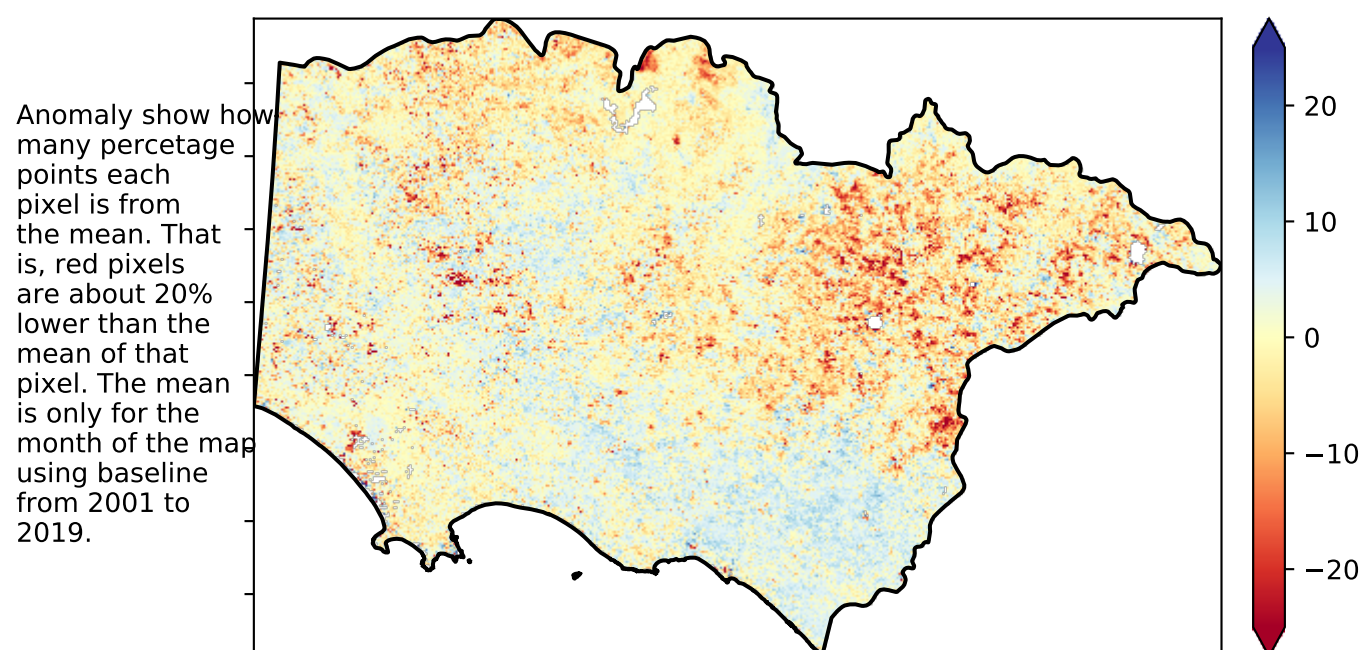 Anomaly show how
many percetage
points each
pixel is from
the mean. That
is, red pixels
are about 20%
lower than the
mean of that
pixel. The mean
is only for the
month of the map
using baseline
from 2001 to
2019.
20
10
0
−10
−20